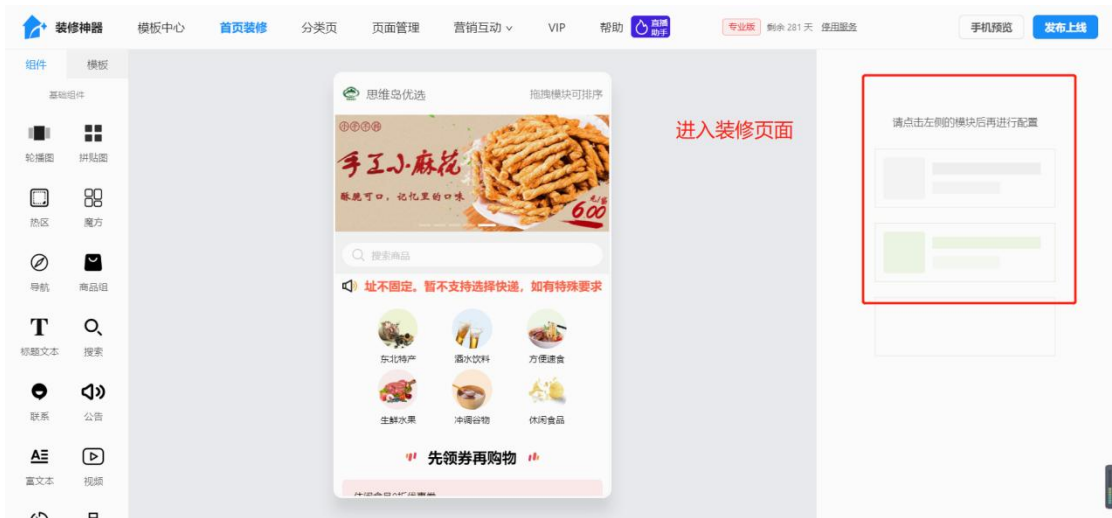 装修神器 模板中心 首页装修 分类页 页面管理 营销互动 VIP 帮助 直播助手 专业版 剩余 281 天 停用服务 手机预览 发布上线
组件 模板
基础组件
轮播图 拼贴图
热区 魔方
导航 商品组
标题文本 搜索
联系 公告
富文本 视频
思维岛优选 拖拽模块可排序
手工小麻花
酥脆可口，记忆里的口味
600
搜索商品
址不固定。暂不支持选择快递，如有特殊要求
东北特产 酒水饮料 方便速食
生鲜水果 冲调谷物 休闲食品
先领券再购物
进入装修页面
请点击左侧的模块后再进行配置